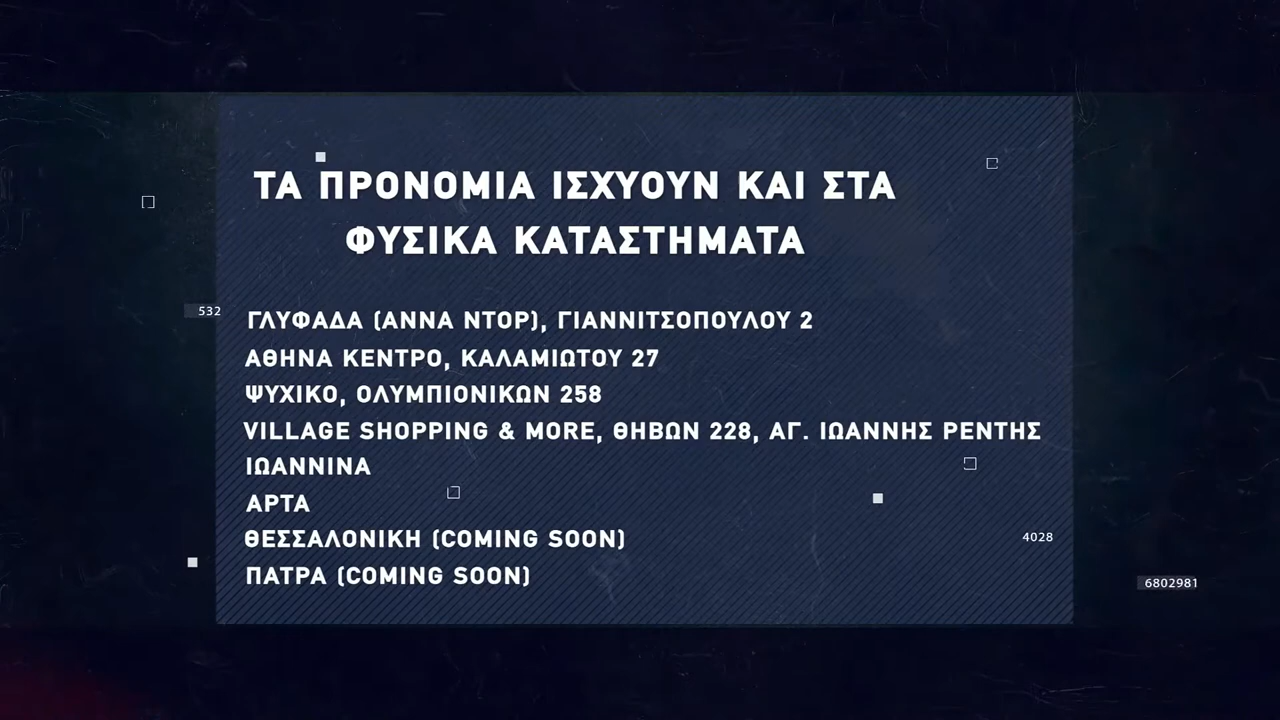 ΤΑ ΠΡΟΝΟΜΙΑ ΙΣΧΥΟΥΝ ΚΑΙ ΣΤΑ
ΦΥΣΙΚΑ ΚΑΤΑΣΤΗΜΑΤΑ
532
ΓΛΥΦΑΔΑ (ΑΝΝΑ ΝΤΟΡ), ΓΙΑΝΝΙΤΣΟΠΟΥΛΟΥ 2
ΑΘΗΝΑ ΚΕΝΤΡΟ, ΚΑΛΑΜΙΩΤΟΥ 27
ΨΥΧΙΚΟ, ΟΛΥΜΠΙΟΝΙΚΩΝ 258
VILLAGE SHOPPING & MORE, ΘΗΒΩΝ 228, ΑΓ. ΙΩΑΝΝΗΣ ΡΕΝΤΗΣ
ΙΩΑΝΝΙΝΑ
ΑΡΤΑ
ΘΕΣΣΑΛΟΝΙΚΗ (COMING SOON)
4028
ΠΑΤΡΑ (COMING SOON)
6802981